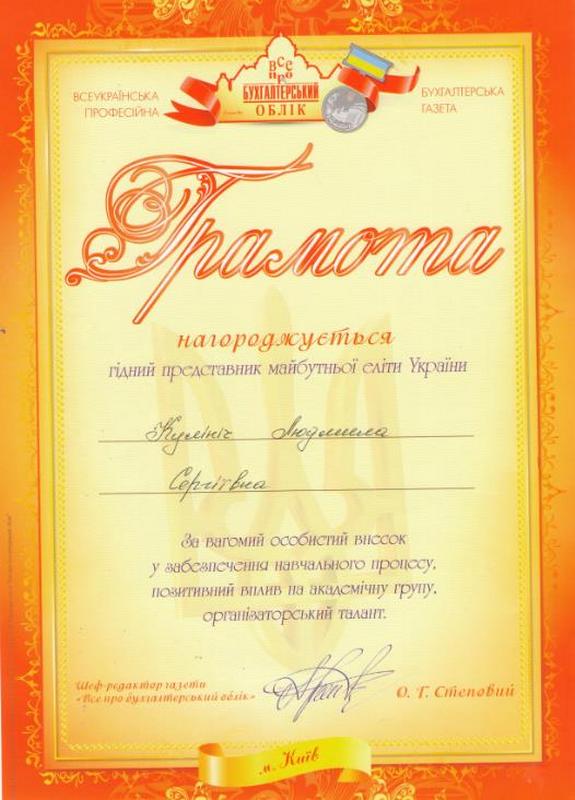 ВСЕУКРАЇНСЬКА
ПРОФЕСІЙНА
ВСЕ
ПРО
БУХГАЛТЕРСЬКИЙ
ОБЛІК
БУХГАЛТЕРСЬКА
ГАЗЕТА
Грамота
нагороджується
гідний представник майбутньої еліти України
Кулініч Людмила
Сергіївна
За вагомий особистий внесок
у забезпечення навчального процесу,
позитивний вплив на академічну групу,
організаторський талант.
Шеф-редактор газети
«Все про бухгалтерський облік»
О. Г. Степовий
м. Київ